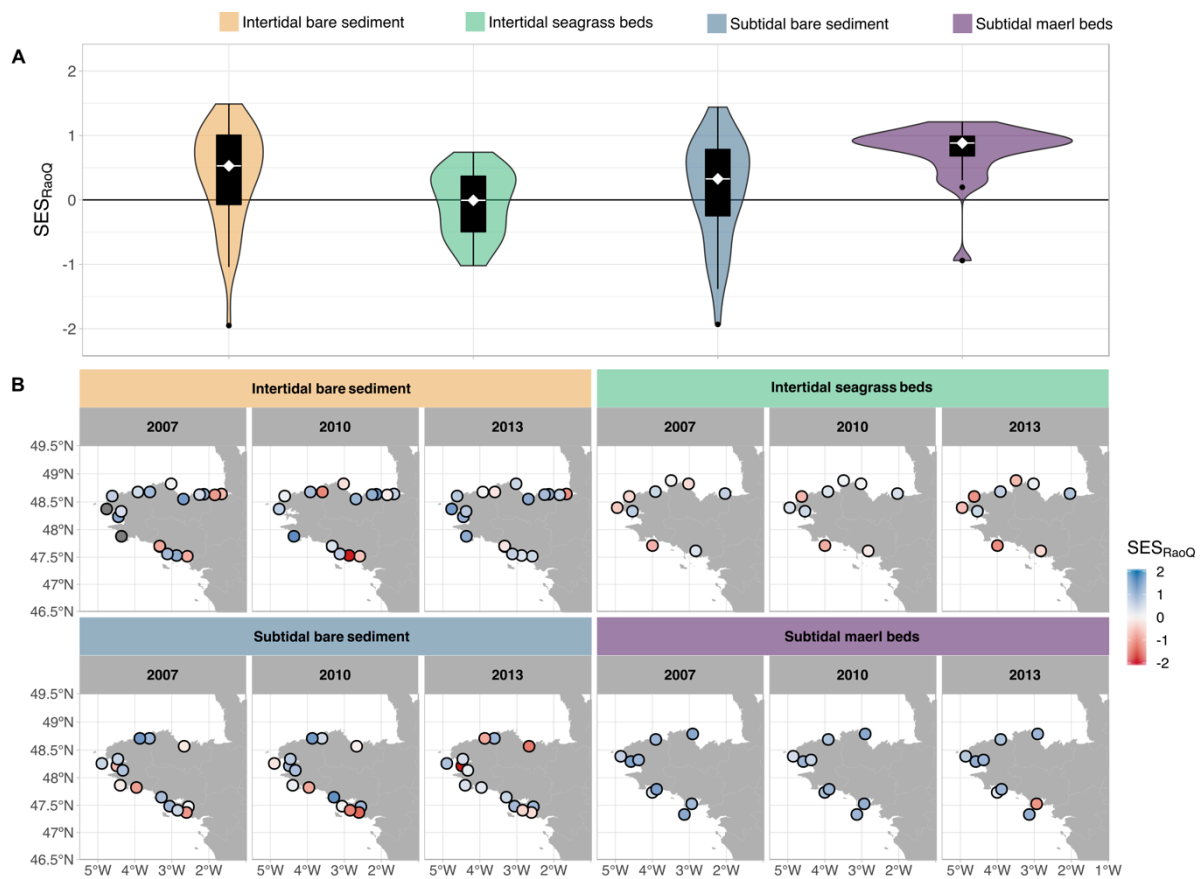 Intertidal bare sediment Intertidal seagrass beds Subtidal bare sediment Subtidal maerl beds
A
2
1
0
-1
-2
SESRaoQ
B
Intertidal bare sediment Intertidal seagrass beds
2007 2010 2013 2007 2010 2013
49.5°N
49°N
48.5°N
48°N
47.5°N
47°N
46.5°N
SESRaoQ
2
1
0
-1
-2
Subtidal bare sediment Subtidal maerl beds
2007 2010 2013 2007 2010 2013
49.5°N
49°N
48.5°N
48°N
47.5°N
47°N
46.5°N
5°W 4°W 3°W 2°W 5°W 4°W 3°W 2°W 5°W 4°W 3°W 2°W 5°W 4°W 3°W 2°W 5°W 4°W 3°W 2°W 5°W 4°W 3°W 2°W 1°W